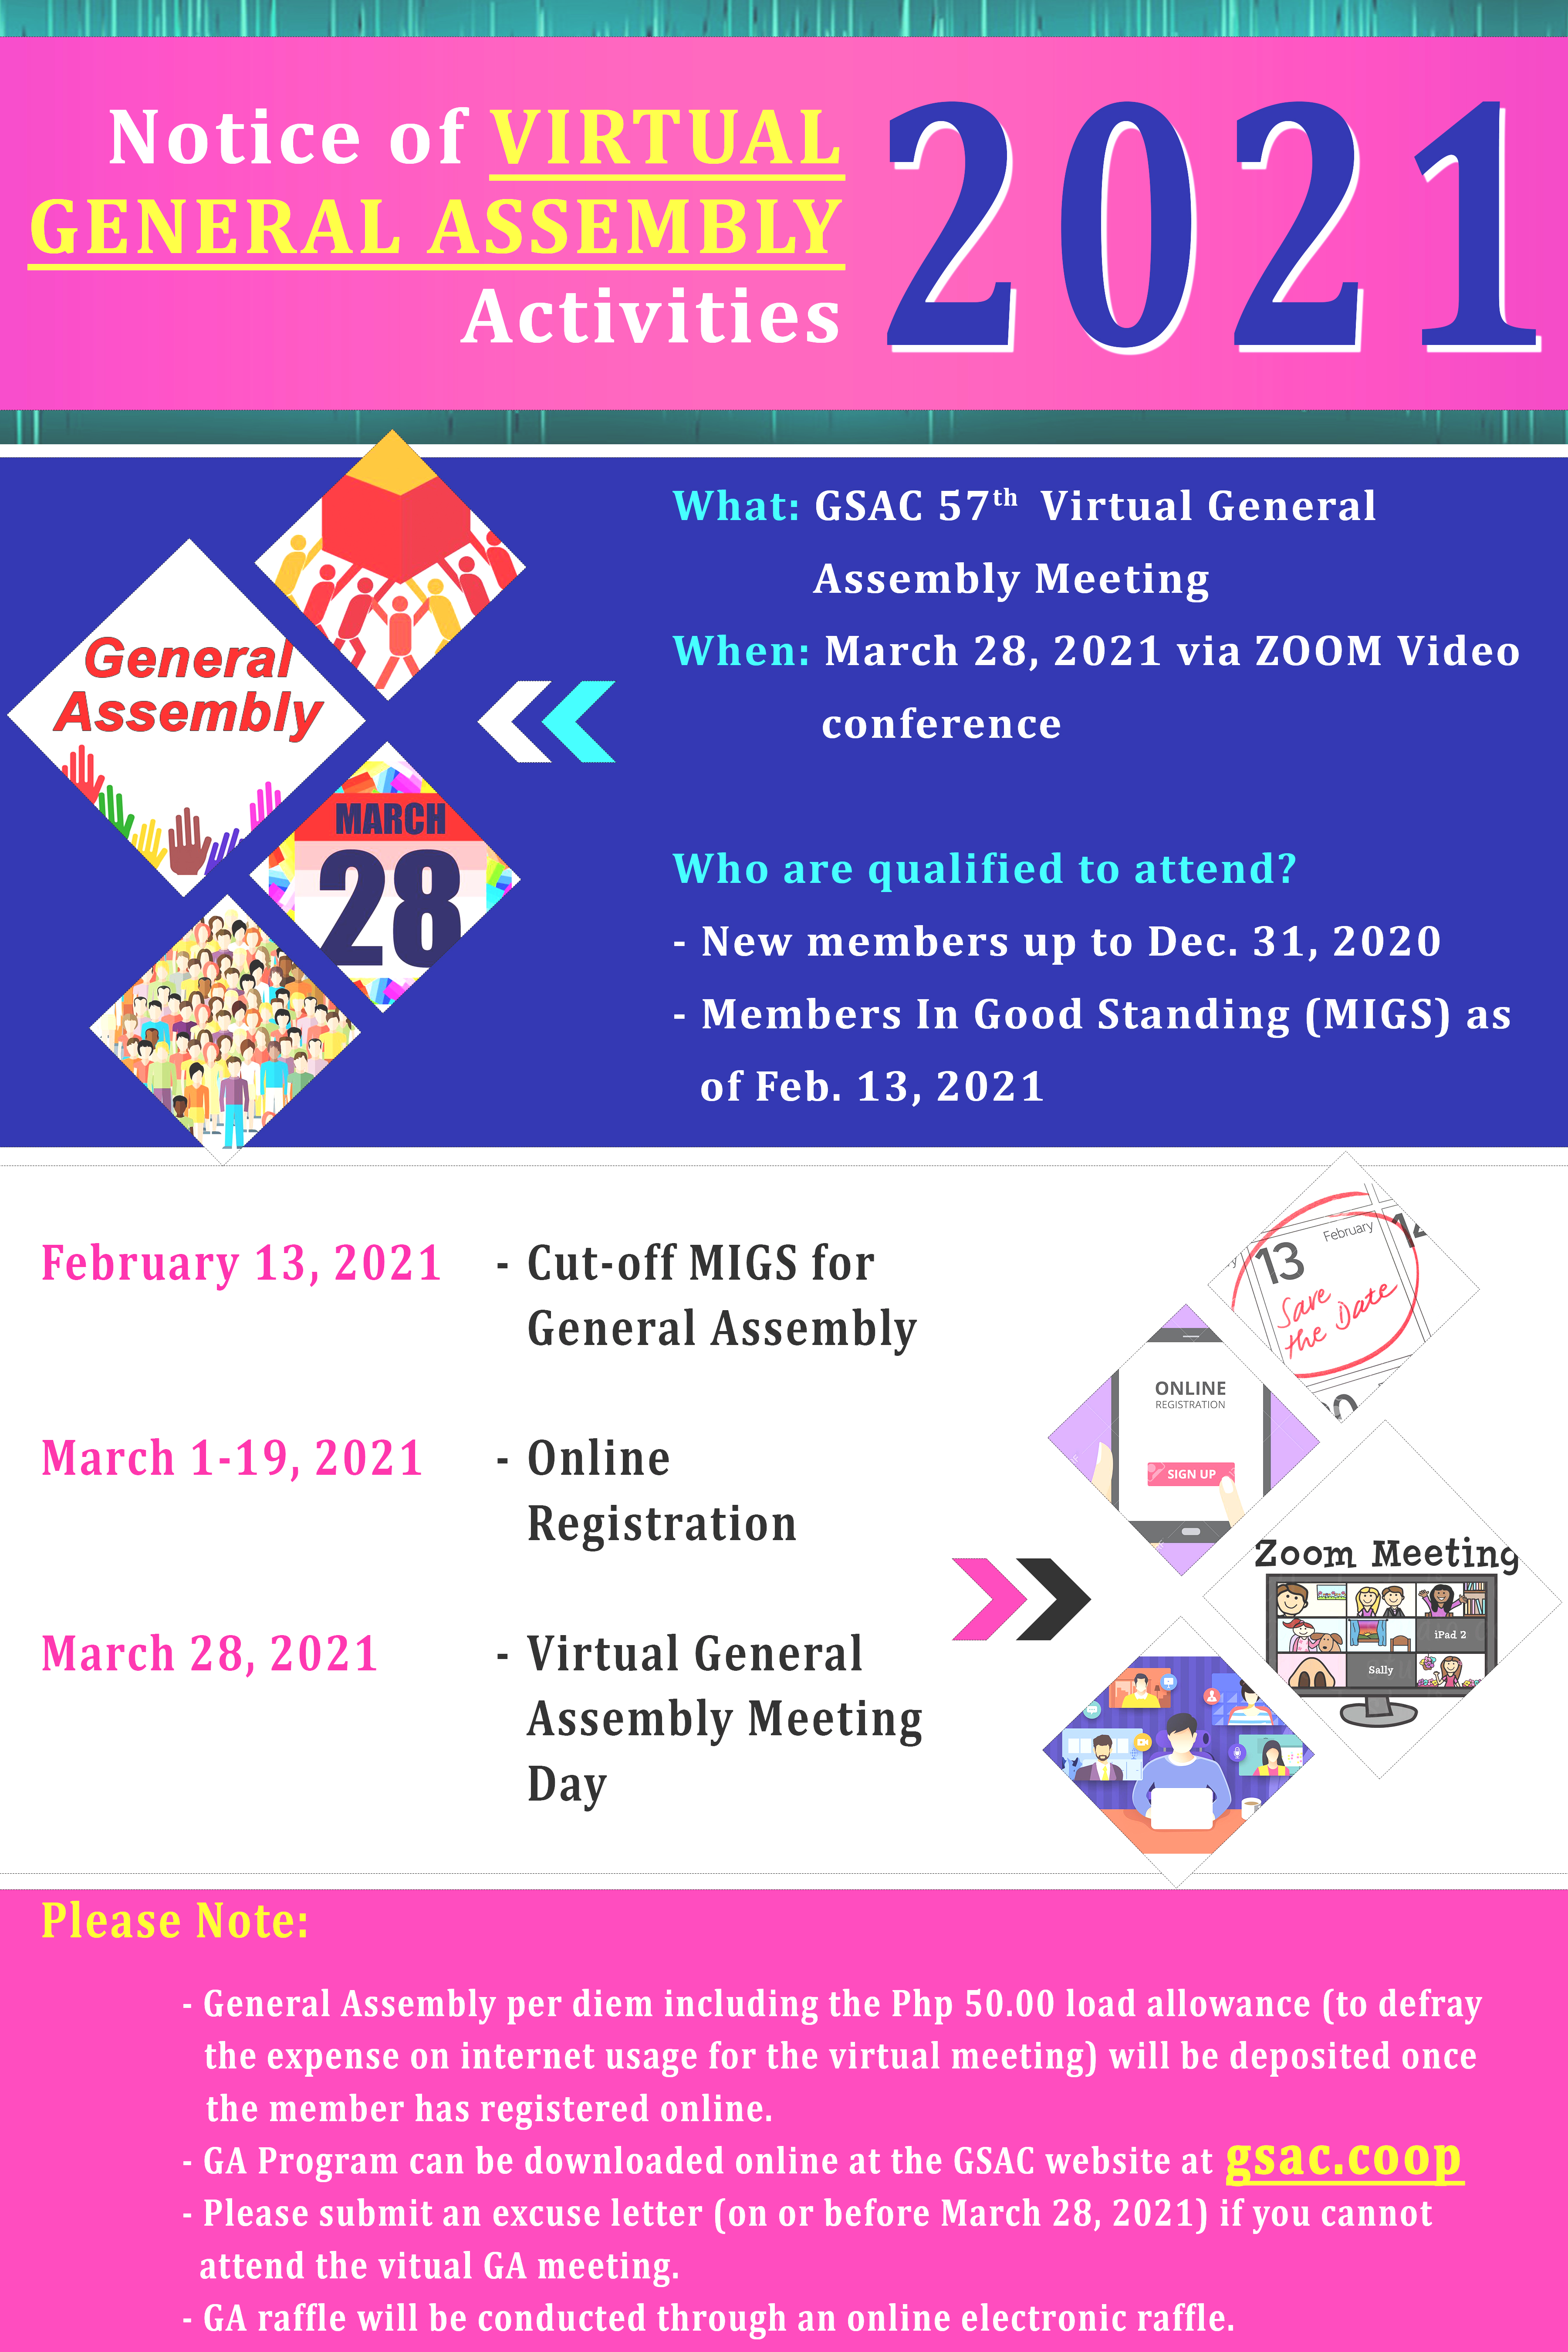 Notice of VIRTUAL
GENERAL ASSEMBLY
Activities
2021
General
Assembly
MARCH
28
What: GSAC 57th Virtual General
Assembly Meeting
When: March 28, 2021 via ZOOM Video
conference
Who are qualified to attend?
- New members up to Dec. 31, 2020
- Members In Good Standing (MIGS) as
of Feb. 13, 2021
February 13, 2021 - Cut-off MIGS for
General Assembly
March 1-19, 2021 - Online
Registration
March 28, 2021 - Virtual General
Assembly Meeting
Day
February
13
14
Save
the Date
ONLINE
REGISTRATION
SIGN UP
Zoom Meeting
iPad 2
Sally
Please Note:
- General Assembly per diem including the Php 50.00 load allowance (to defray
the expense on internet usage for the virtual meeting) will be deposited once
the member has registered online.
- GA Program can be downloaded online at the GSAC website at gsac.coop
- Please submit an excuse letter (on or before March 28, 2021) if you cannot
attend the vitual GA meeting.
- GA raffle will be conducted through an online electronic raffle.